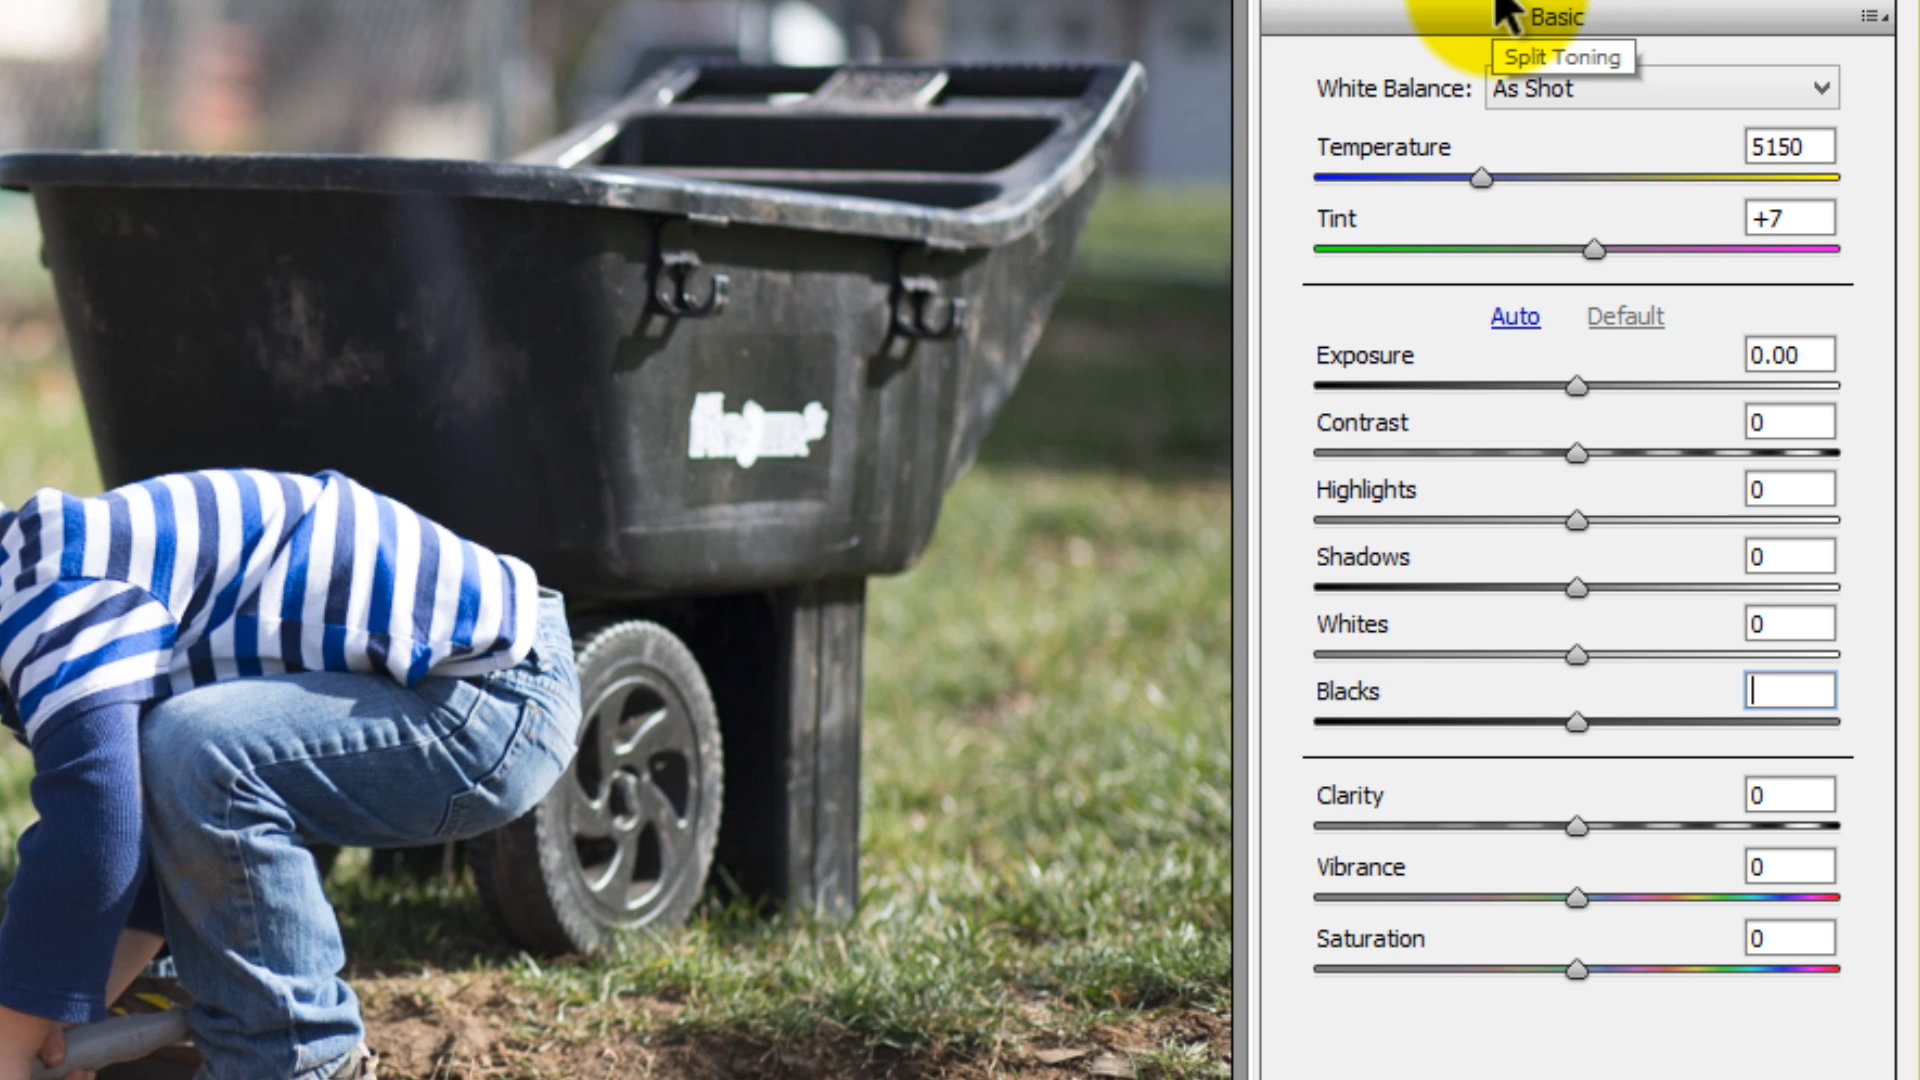 Basic
Split Toning
White Balance: As Shot
Temperature 5150
Tint +7
Auto Default
Exposure 0.00
Contrast 0
Highlights 0
Shadows 0
Whites 0
Blacks
Clarity 0
Vibrance 0
Saturation 0